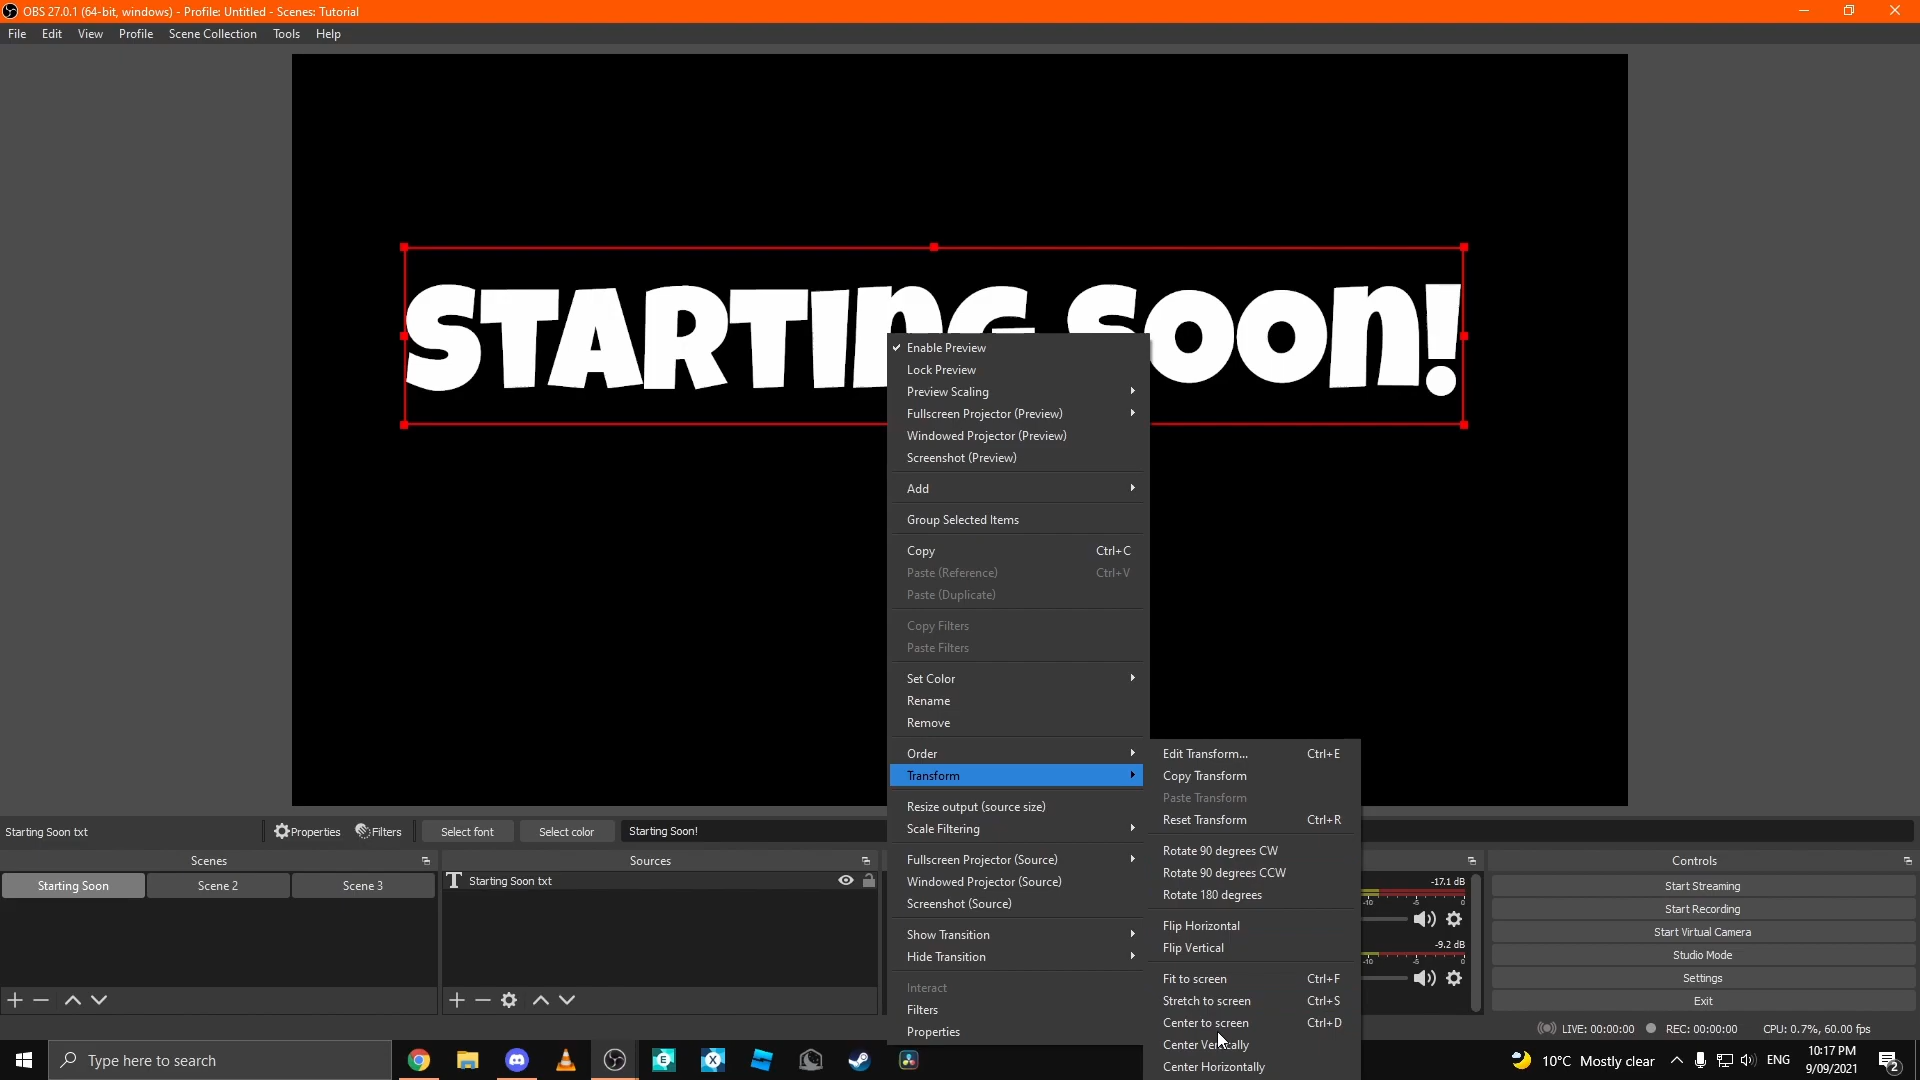 OBS 27.0.1 (64-bit, windows) - Profile: Untitled - Scenes: Tutorial
File Edit View Profile Scene Collection Tools Help
STARTING SOON!
Enable Preview
Lock Preview
Preview Scaling
Fullscreen Projector (Preview)
Windowed Projector (Preview)
Screenshot (Preview)
Add
Group Selected Items
Copy Ctrl+C
Paste (Reference) Ctrl+V
Paste (Duplicate)
Copy Filters
Paste Filters
Set Color
Rename
Remove
Order
Transform
Resize output (source size)
Scale Filtering
Fullscreen Projector (Source)
Windowed Projector (Source)
Screenshot (Source)
Show Transition
Hide Transition
Interact
Filters
Properties
Edit Transform... Ctrl+E
Copy Transform
Paste Transform
Reset Transform Ctrl+R
Rotate 90 degrees CW
Rotate 90 degrees CCW
Rotate 180 degrees
Flip Horizontal
Flip Vertical
Fit to screen Ctrl+F
Stretch to screen Ctrl+S
Center to screen Ctrl+D
Center Vertically
Center Horizontally
Starting Soon txt Properties Filters Select font Select color Starting Soon!
Scenes
Starting Soon Scene 2 Scene 3
Sources
Starting Soon txt
-17.1 dB
-10 -5 0
-9.2 dB
-10 -5 0
Controls
Start Streaming
Start Recording
Start Virtual Camera
Studio Mode
Settings
Exit
LIVE: 00:00:00 REC: 00:00:00 CPU: 0.7%, 60.00 fps
Type here to search
10°C Mostly clear ENG 10:17 PM
9/09/2021
2